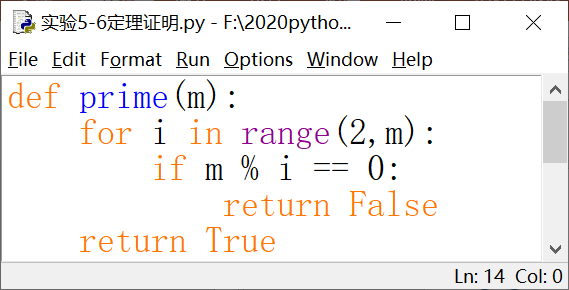 实验5-6定理证明.py - F:\2020pytho...
File Edit Format Run Options Window Help
def prime(m):
    for i in range(2,m):
        if m % i == 0:
            return False
    return True
Ln: 14 Col: 0